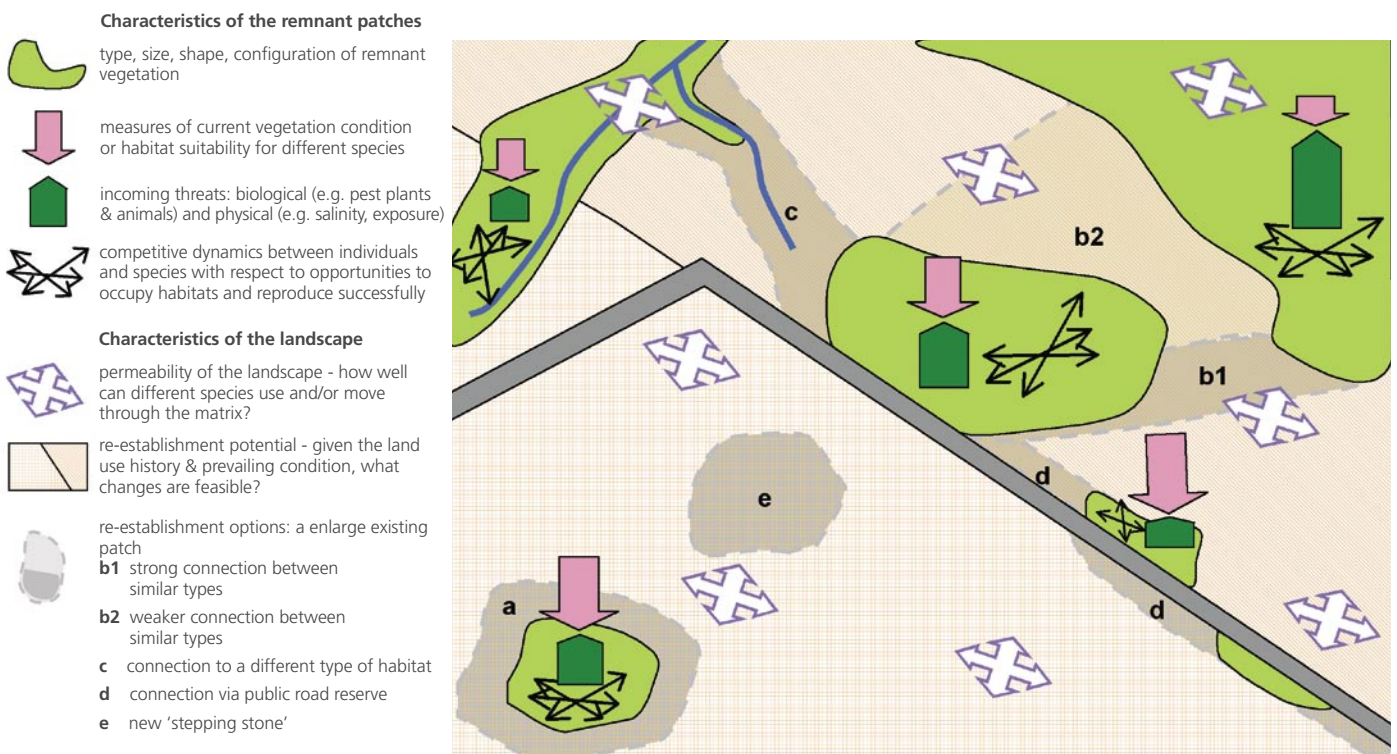 Characteristics of the remnant patches
type, size, shape, configuration of remnant
vegetation
measures of current vegetation condition
or habitat suitability for different species
incoming threats: biological (e.g. pest plants
& animals) and physical (e.g. salinity, exposure)
competitive dynamics between individuals
and species with respect to opportunities to
occupy habitats and reproduce successfully
Characteristics of the landscape
permeability of the landscape - how well
can different species use and/or move
through the matrix?
re-establishment potential - given the land
use history & prevailing condition, what
changes are feasible?
re-establishment options: a enlarge existing
patch
b1 strong connection between
similar types
b2 weaker connection between
similar types
c connection to a different type of habitat
d connection via public road reserve
e new ‘stepping stone’
c
b2
b1
d
e
a
d